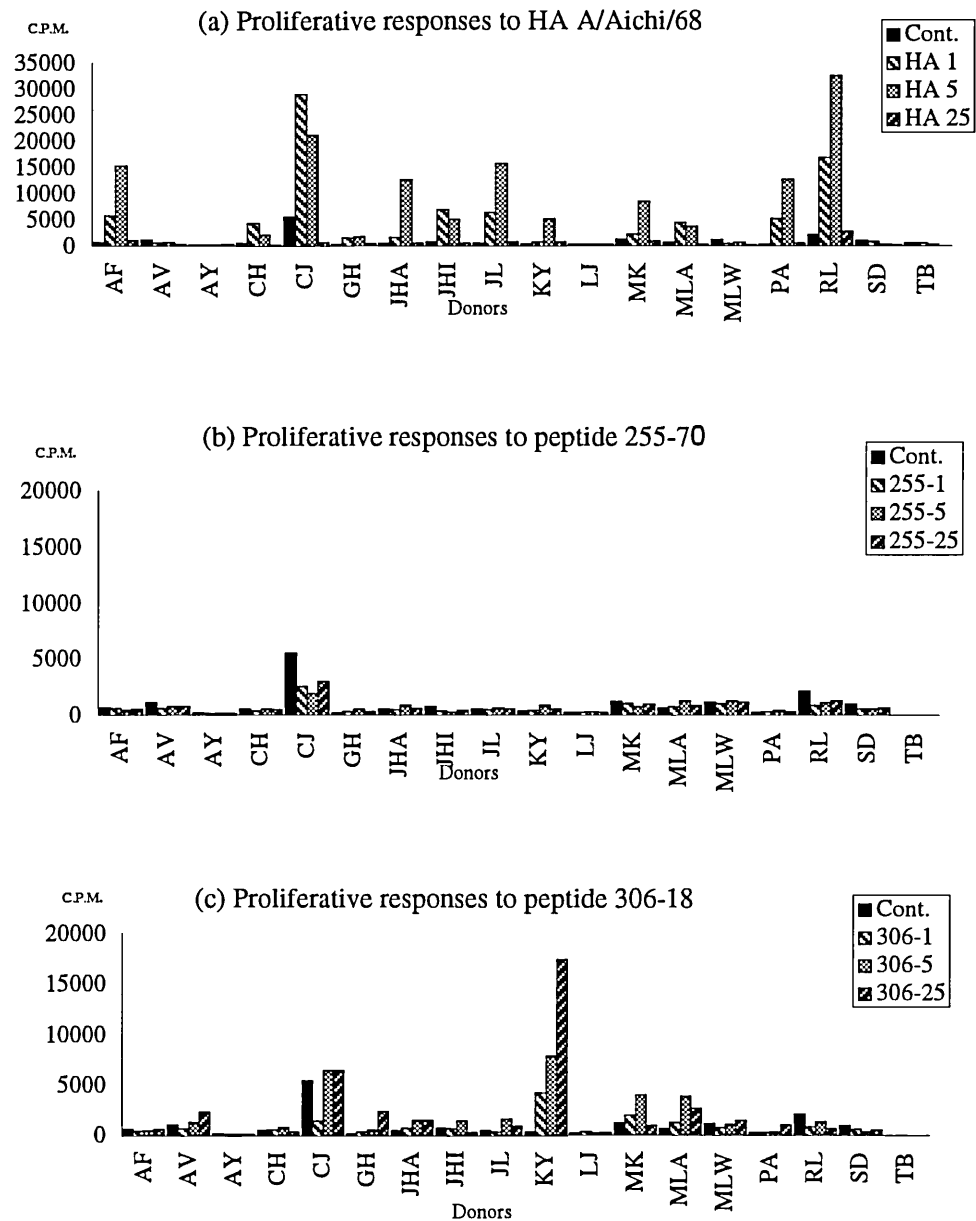 (a) Proliferative responses to HA A/Aichi/68
C.P.M.
Cont.
HA 1
HA 5
HA 25
35000
30000
25000
20000
15000
10000
5000
0
AF AV AY CH CJ GH JHA JHI JL KY LJ MK MLA MLW PA RL SD TB
Donors
(b) Proliferative responses to peptide 255-70
C.P.M.
Cont.
255-1
255-5
255-25
20000
15000
10000
5000
0
AF AV AY CH CJ GH JHA JHI JL KY LJ MK MLA MLW PA RL SD TB
Donors
(c) Proliferative responses to peptide 306-18
C.P.M.
Cont.
306-1
306-5
306-25
20000
15000
10000
5000
0
AF AV AY CH CJ GH JHA JHI JL KY LJ MK MLA MLW PA RL SD TB
Donors